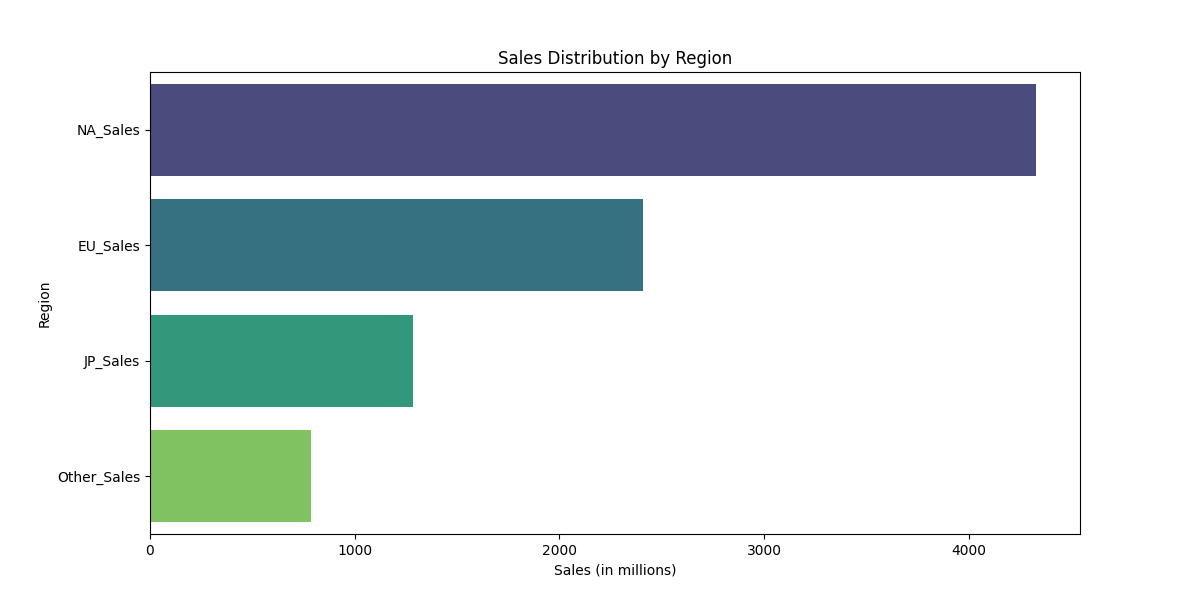 Sales Distribution by Region
NA_Sales
EU_Sales
JP_Sales
Other_Sales
Region
0 1000 2000 3000 4000
Sales (in millions)